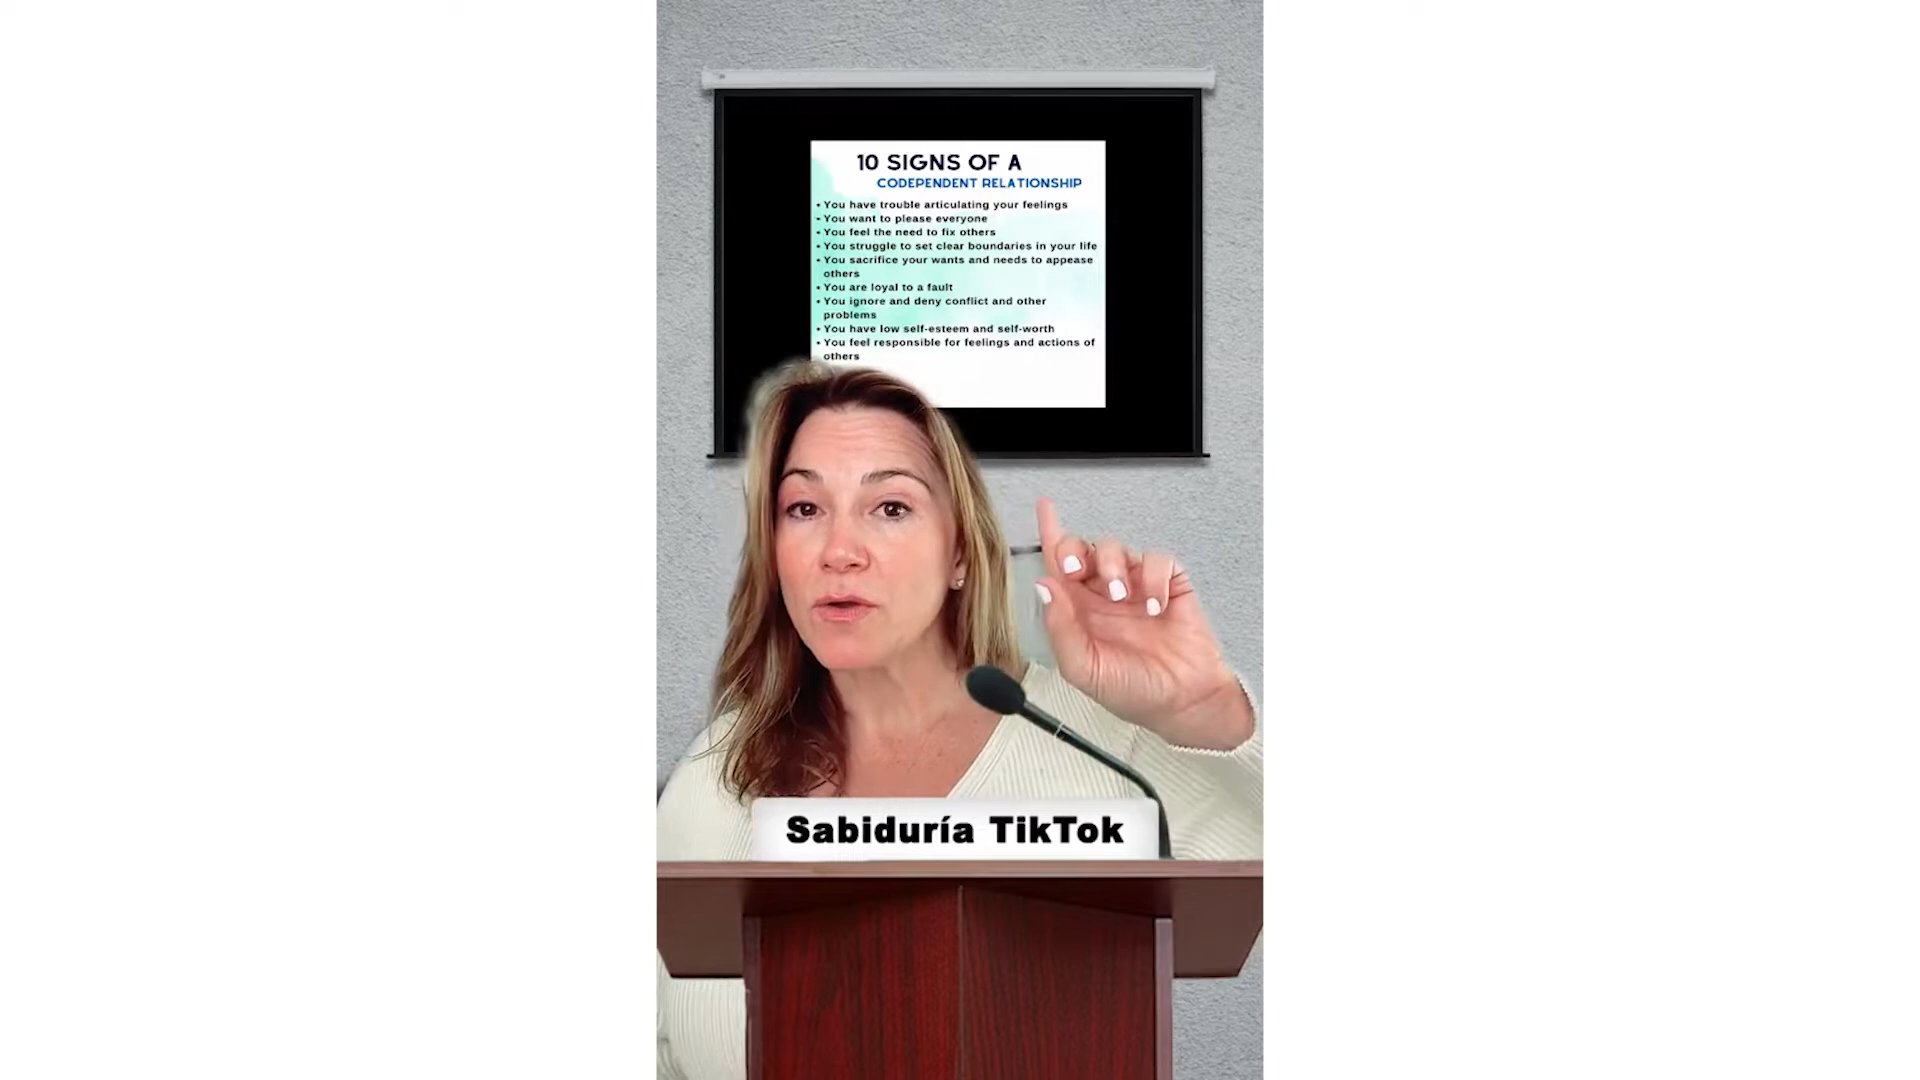 10 SIGNS OF A
CODEPENDENT RELATIONSHIP
• You have trouble articulating your feelings
• You want to please everyone
• You feel the need to fix others
• You struggle to set clear boundaries in your life
• You sacrifice your wants and needs to appease
others
• You are loyal to a fault
• You ignore and deny conflict and other
problems
• You have low self-esteem and self-worth
• You feel responsible for feelings and actions of
others
Sabiduría TikTok